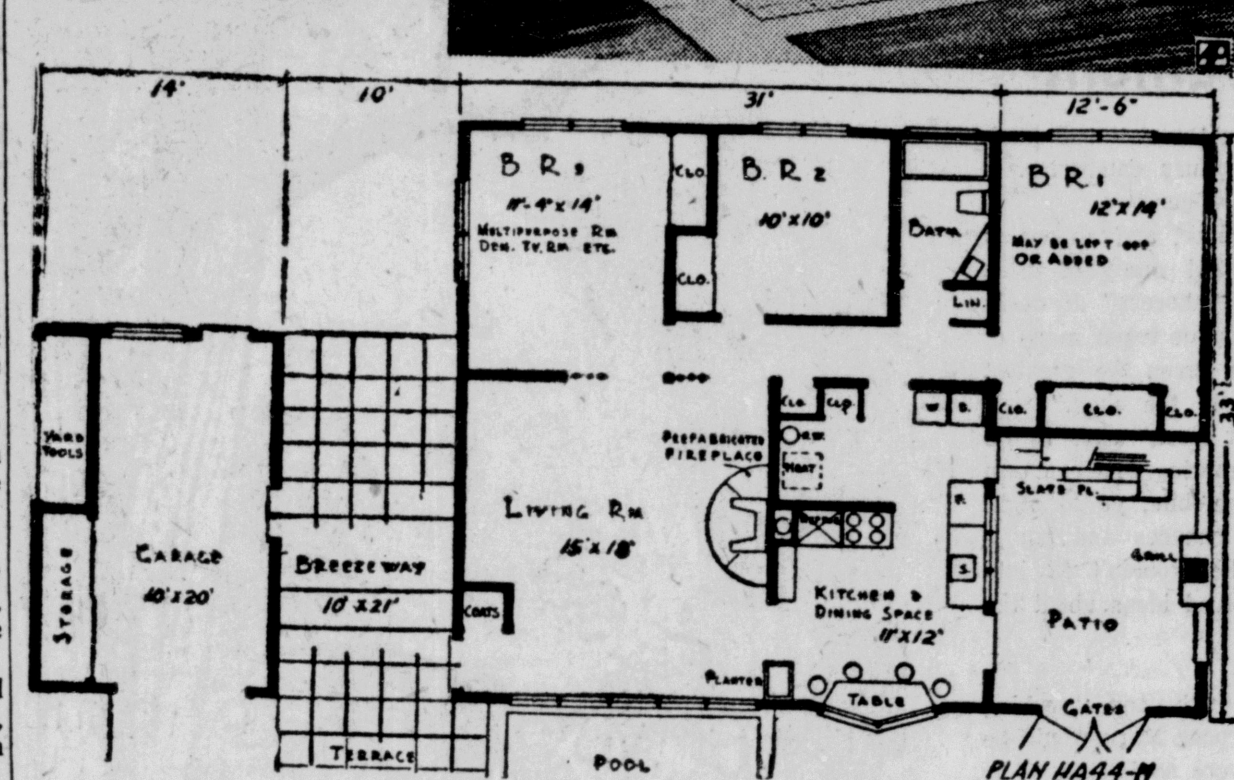 14'
10'
31'
12'-6"
B R 3
11'-4" x 14'
MULTIPURPOSE RM
DEN. TV. RM ETC.
CLO.
CLO.
B. R 2
10' x 10'
BATH
LIN.
B R 1
12' x 14'
MAY BE LEFT OFF
OR ADDED
33'
CLO.
CLO.
W
D.
CLO.
CLO.
CLO.
YARD
TOOLS
STORAGE
GARAGE
10' x 20'
BREEZEWAY
10' x 21'
TERRACE
PREFABRICATED
FIREPLACE
LIVING RM
15' x 18'
COATS
HEAT
S
KITCHEN &
DINING SPACE
11' x 12'
PLANTER
TABLE
POOL
GRILL
PATIO
GATES
PLAN HA44-M